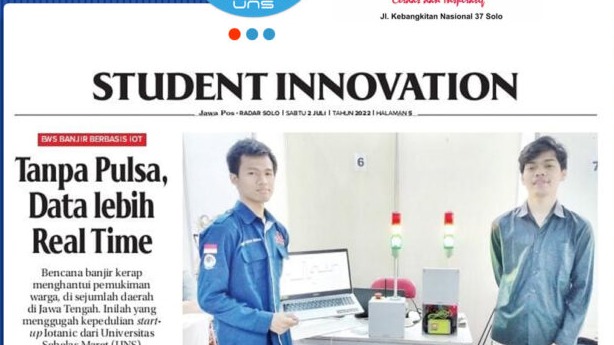 UNS
Cerdas dan Inspiratif
Jl. Kebangkitan Nasional 37 Solo
STUDENT INNOVATION
Jawa Pos - RADAR SOLO | SABTU 2 JULI | TAHUN 2022 | HALAMAN 5
EWS BANJIR BERBASIS IOT
Tanpa Pulsa,
Data lebih
Real Time
6
7
Bencana banjir kerap
menghantui pemukiman
warga, di sejumlah daerah
di Jawa Tengah. Inilah yang
menggugah kepedulian start-
up Iotanic dari Universitas
Sebelas Maret (UNS)